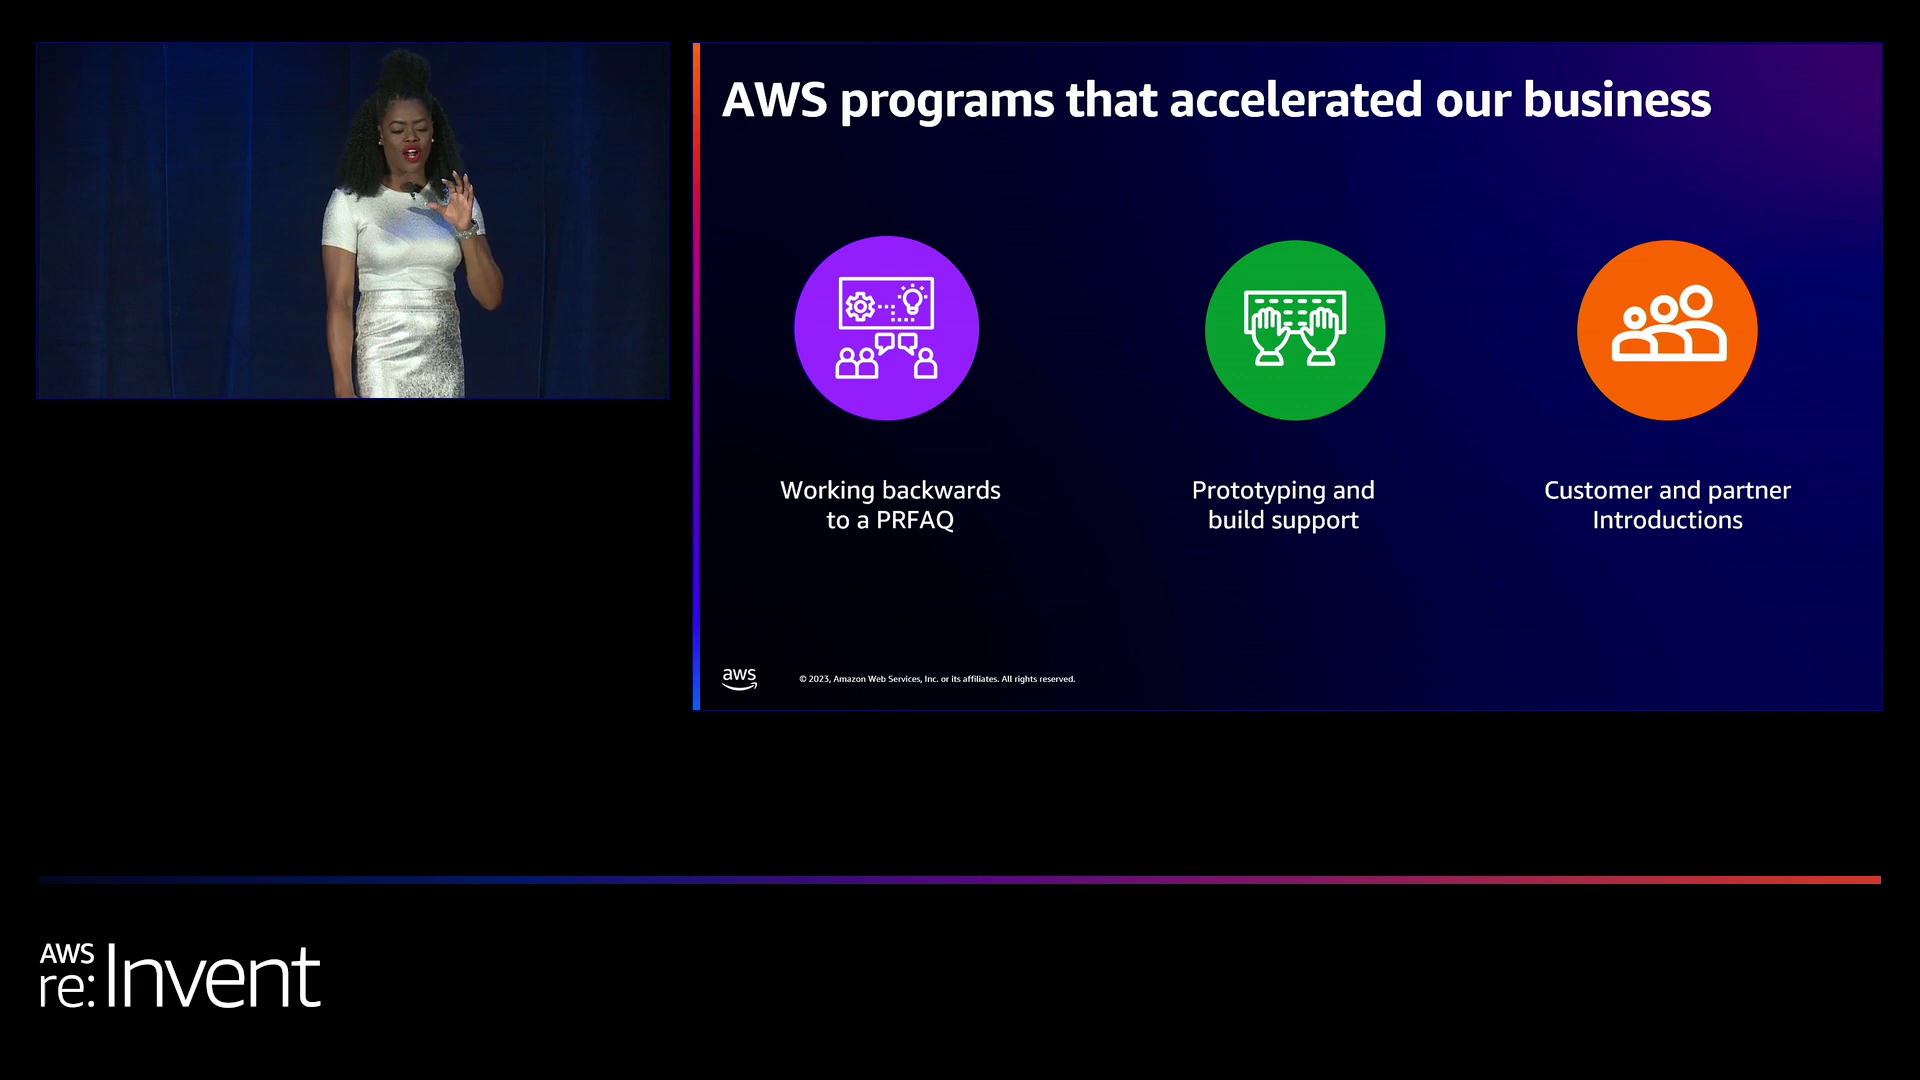 AWS programs that accelerated our business
Working backwards
to a PRFAQ
Prototyping and
build support
Customer and partner
Introductions
aws
© 2023, Amazon Web Services, Inc. or its affiliates. All rights reserved.
AWS
re:Invent